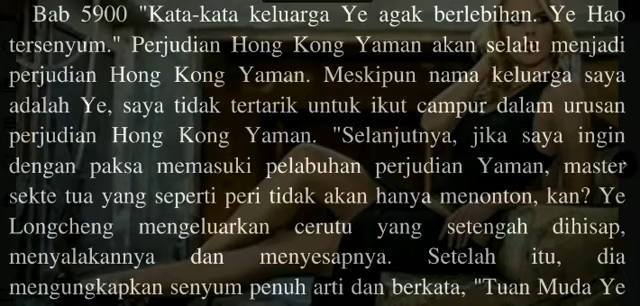 Bab 5900 "Kata-kata keluarga Ye agak berlebihan. Ye Hao
tersenyum." Perjudian Hong Kong Yaman akan selalu menjadi
perjudian Hong Kong Yaman. Meskipun nama keluarga saya
adalah Ye, saya tidak tertarik untuk ikut campur dalam urusan
perjudian Hong Kong Yaman. "Selanjutnya, jika saya ingin
dengan paksa memasuki pelabuhan perjudian Yaman, master
sekte tua yang seperti peri tidak akan hanya menonton, kan? Ye
Longcheng mengeluarkan cerutu yang setengah dihisap,
menyalakannya dan menyesapnya. Setelah itu, dia
mengungkapkan senyum penuh arti dan berkata, "Tuan Muda Ye